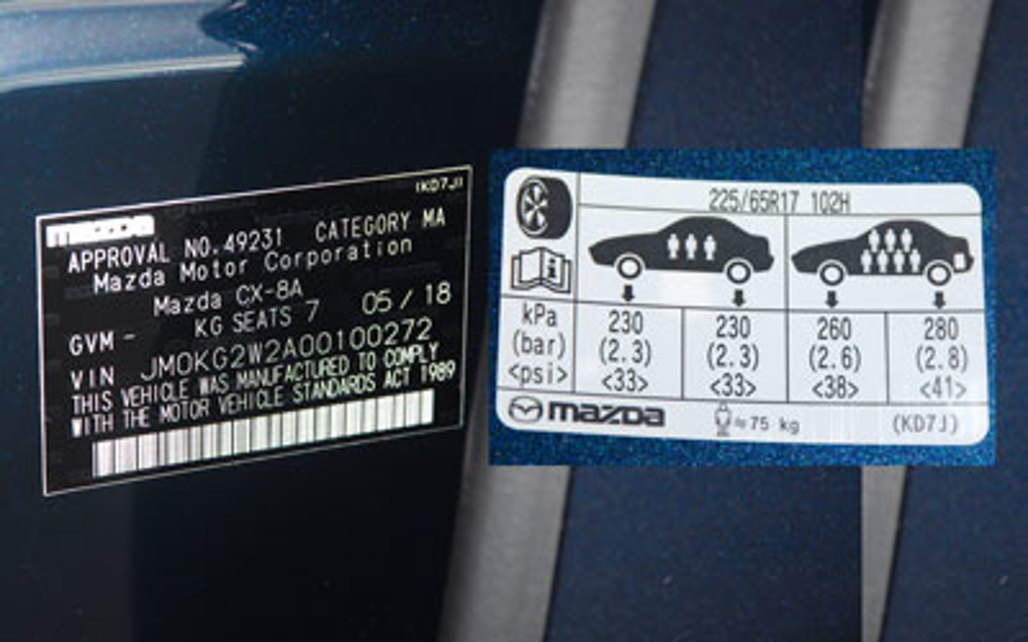 (KD7J)
mazda
APPROVAL NO.49231 CATEGORY MA
Mazda Motor Corporation
Mazda CX-8A
05/18
GVM - KG SEATS 7
VIN JM0KG2W2A00100272
THIS VEHICLE WAS MANUFACTURED TO COMPLY
WITH THE MOTOR VEHICLE STANDARDS ACT 1989
225/65R17 102H
i
kPa 230 230 260 280
(bar) (2.3) (2.3) (2.6) (2.8)
<psi> <33> <33> <38> <41>
mazda ≈75 kg (KD7J)